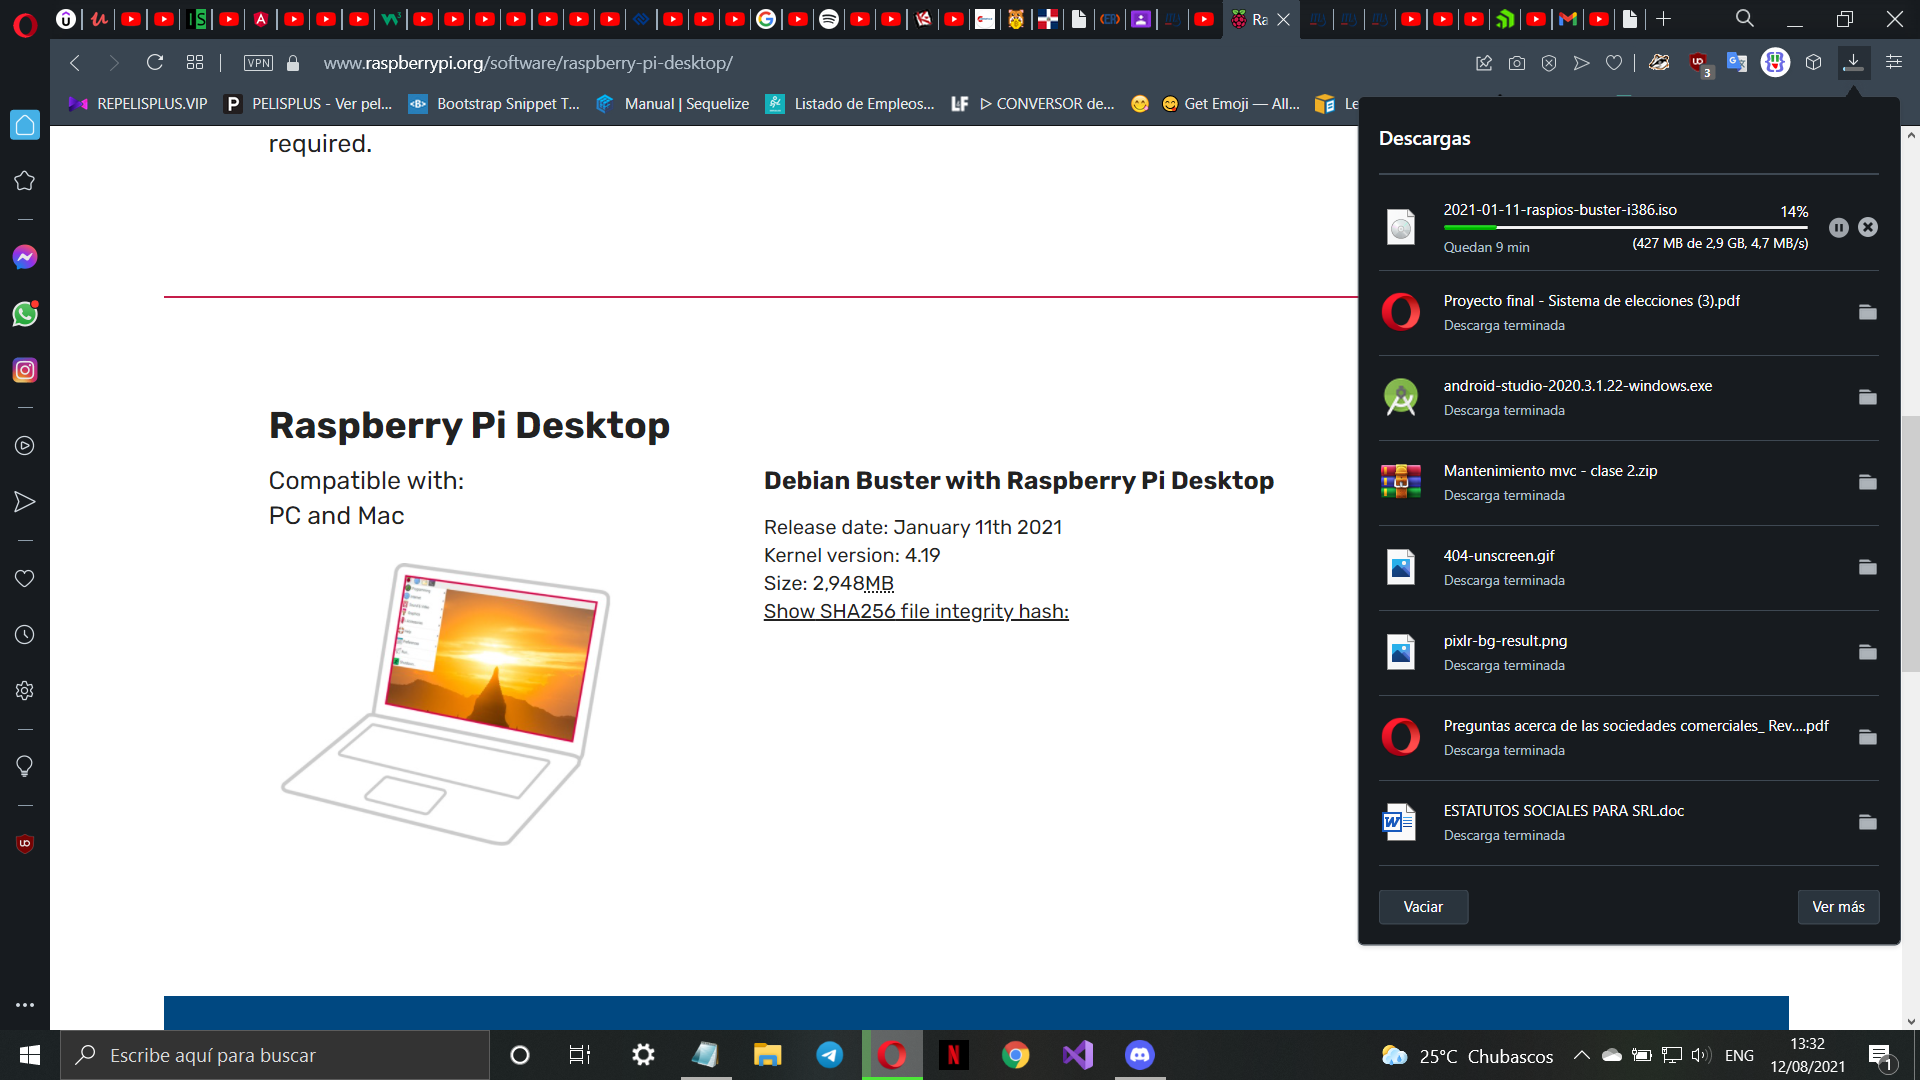 Ra
VPN
www.raspberrypi.org/software/raspberry-pi-desktop/
3
REPELISPLUS.VIP
PELISPLUS - Ver pel...
Bootstrap Snippet T...
Manual | Sequelize
Listado de Empleos...
LF
▷ CONVERSOR de...
Get Emoji — All...
Le
required.
Raspberry Pi Desktop
Compatible with:
PC and Mac
Debian Buster with Raspberry Pi Desktop
Release date: January 11th 2021
Kernel version: 4.19
Size: 2,948MB
Show SHA256 file integrity hash:
Descargas
2021-01-11-raspios-buster-i386.iso
14%
Quedan 9 min
(427 MB de 2,9 GB, 4,7 MB/s)
Proyecto final - Sistema de elecciones (3).pdf
Descarga terminada
android-studio-2020.3.1.22-windows.exe
Descarga terminada
Mantenimiento mvc - clase 2.zip
Descarga terminada
404-unscreen.gif
Descarga terminada
pixlr-bg-result.png
Descarga terminada
Preguntas acerca de las sociedades comerciales_ Rev....pdf
Descarga terminada
ESTATUTOS SOCIALES PARA SRL.doc
Descarga terminada
Vaciar
Ver más
Escribe aquí para buscar
25°C Chubascos
ENG
13:32
12/08/2021
1